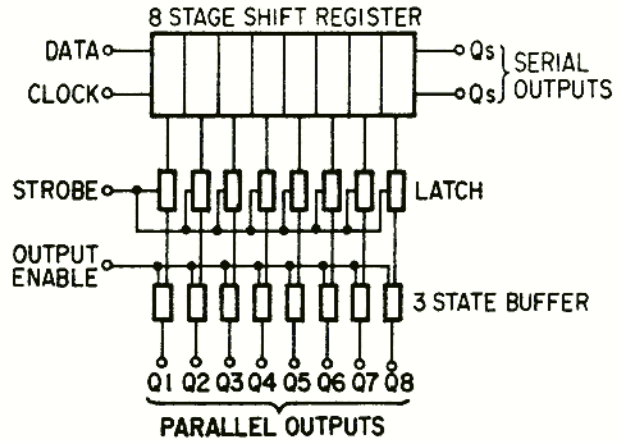 8 STAGE SHIFT REGISTER
DATA
Qs
CLOCK
Qs
SERIAL
OUTPUTS
STROBE
LATCH
OUTPUT
ENABLE
3 STATE BUFFER
Q1 Q2 Q3 Q4 Q5 Q6 Q7 Q8
PARALLEL OUTPUTS